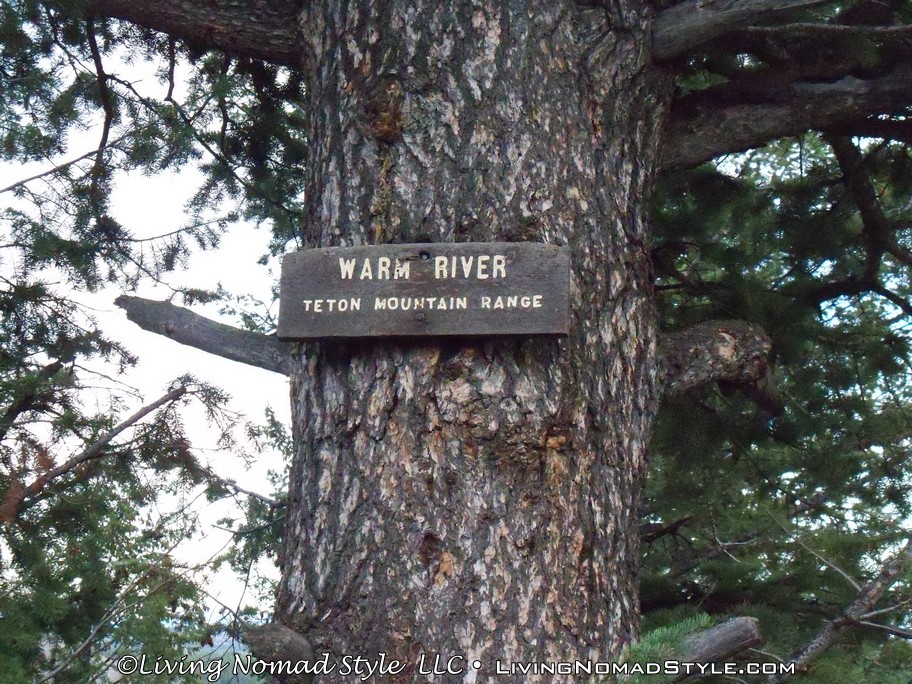 WARM RIVER
TETON MOUNTAIN RANGE
©Living Nomad Style LLC • LivingNomadStyle.com